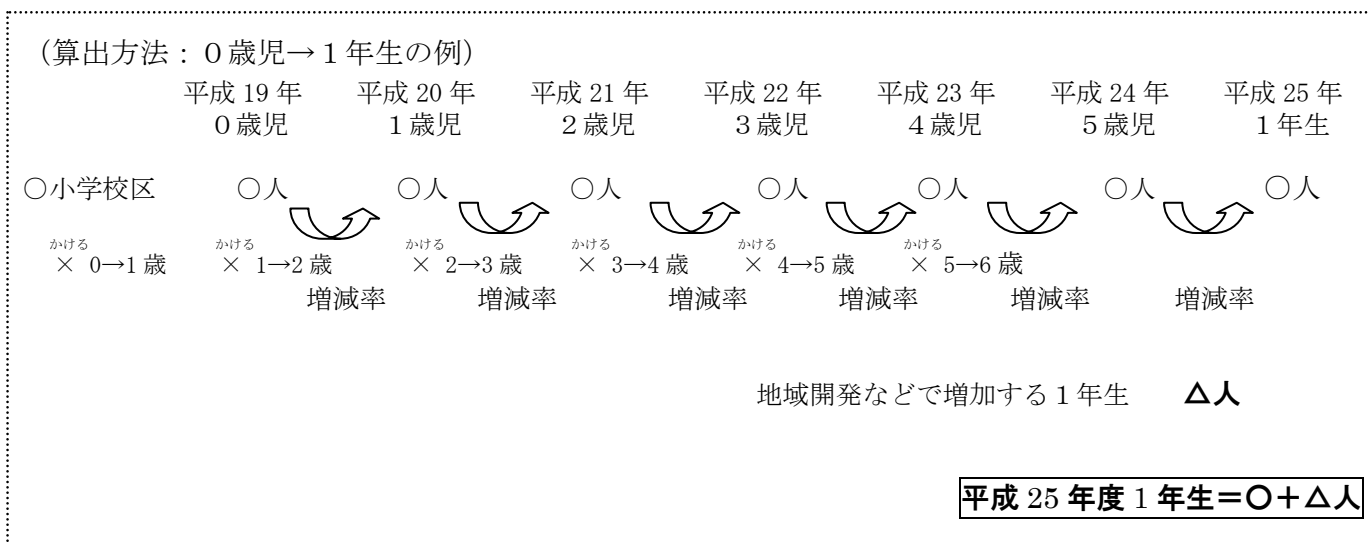 （算出方法：０歳児→１年生の例）
平成 19 年 平成 20 年 平成 21 年 平成 22 年 平成 23 年 平成 24 年 平成 25 年
０歳児 １歳児 ２歳児 ３歳児 ４歳児 ５歳児 １年生
○小学校区 ○人 ○人 ○人 ○人 ○人 ○人 ○人
かける かける かける かける かける かける
× 0→1 歳 × 1→2 歳 × 2→3 歳 × 3→4 歳 × 4→5 歳 × 5→6 歳
増減率 増減率 増減率 増減率 増減率 増減率
地域開発などで増加する１年生 △人
平成 25 年度 1 年生＝○＋△人